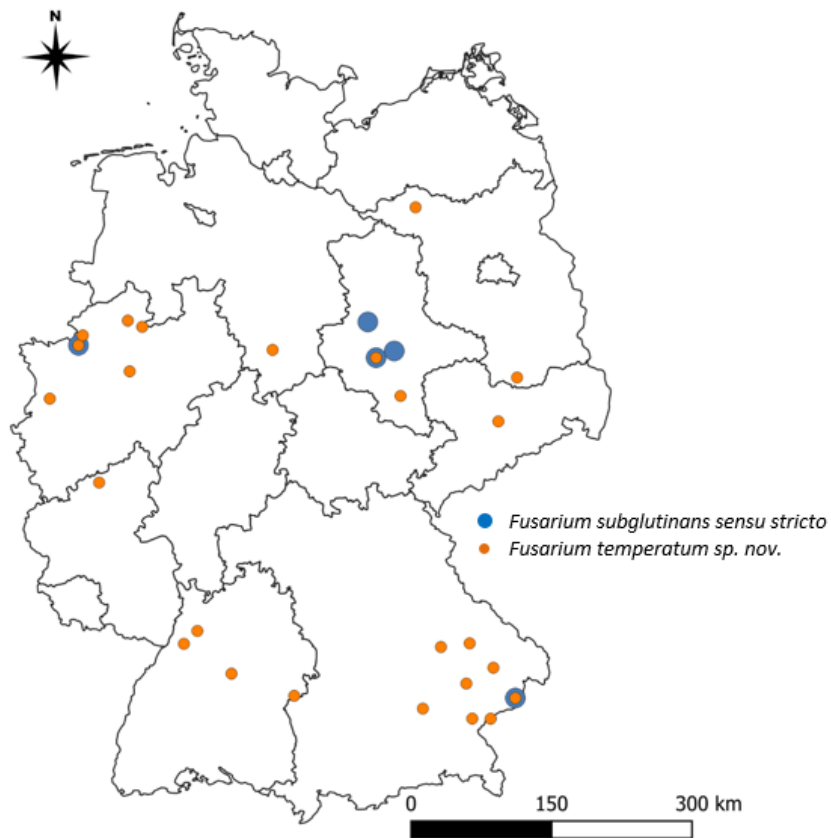 N
Fusarium subglutinans sensu stricto
Fusarium temperatum sp. nov.
0 150 300 km